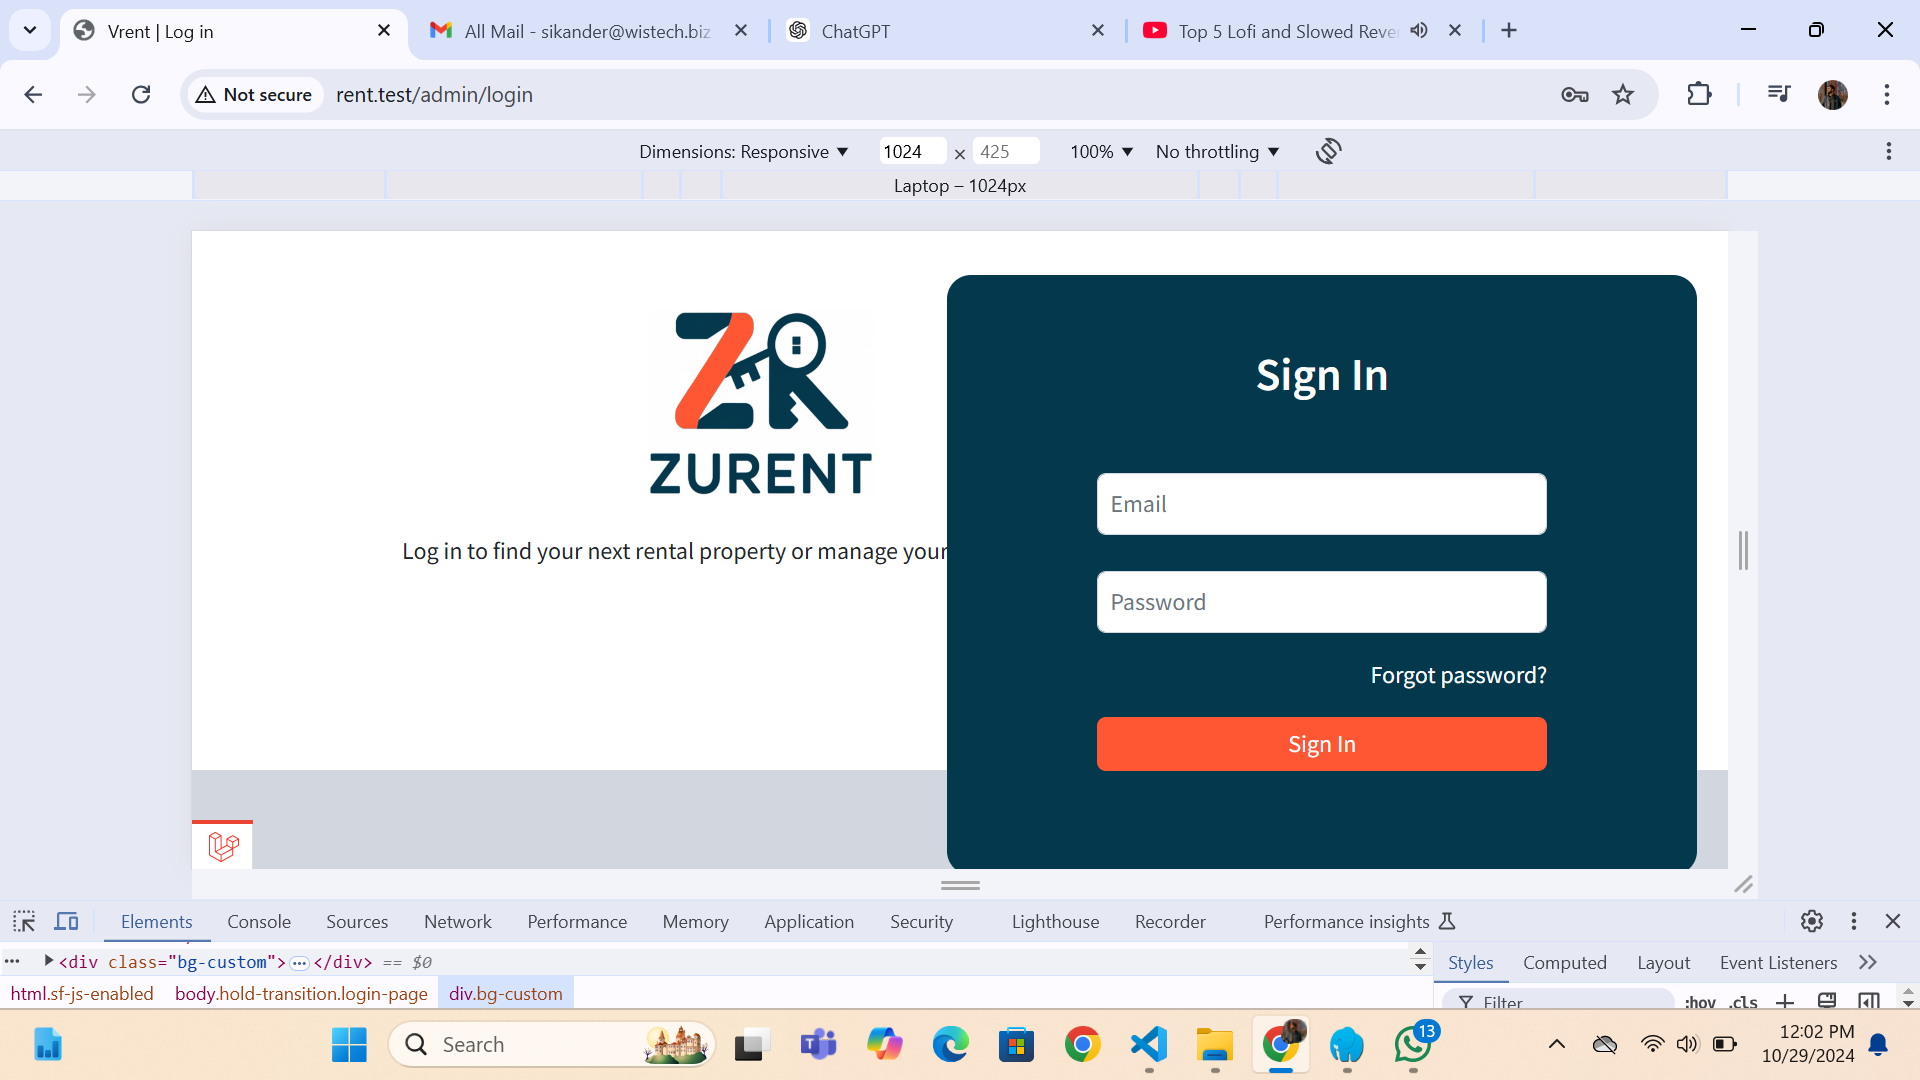 Vrent | Log in
All Mail - sikander@wistech.biz
ChatGPT
Top 5 Lofi and Slowed Reve
Not secure
rent.test/admin/login
Dimensions: Responsive ▼ 1024 × 425 100% ▼ No throttling ▼
Laptop – 1024px
ZR
ZURENT
Log in to find your next rental property or manage your
Sign In
Email
Password
Forgot password?
Sign In
Elements Console Sources Network Performance Memory Application Security Lighthouse Recorder Performance insights
<div class="bg-custom">…</div> == $0
html.sf-js-enabled body.hold-transition.login-page div.bg-custom
Styles Computed Layout Event Listeners
Filter :hov .cls
Search
13
12:02 PM
10/29/2024